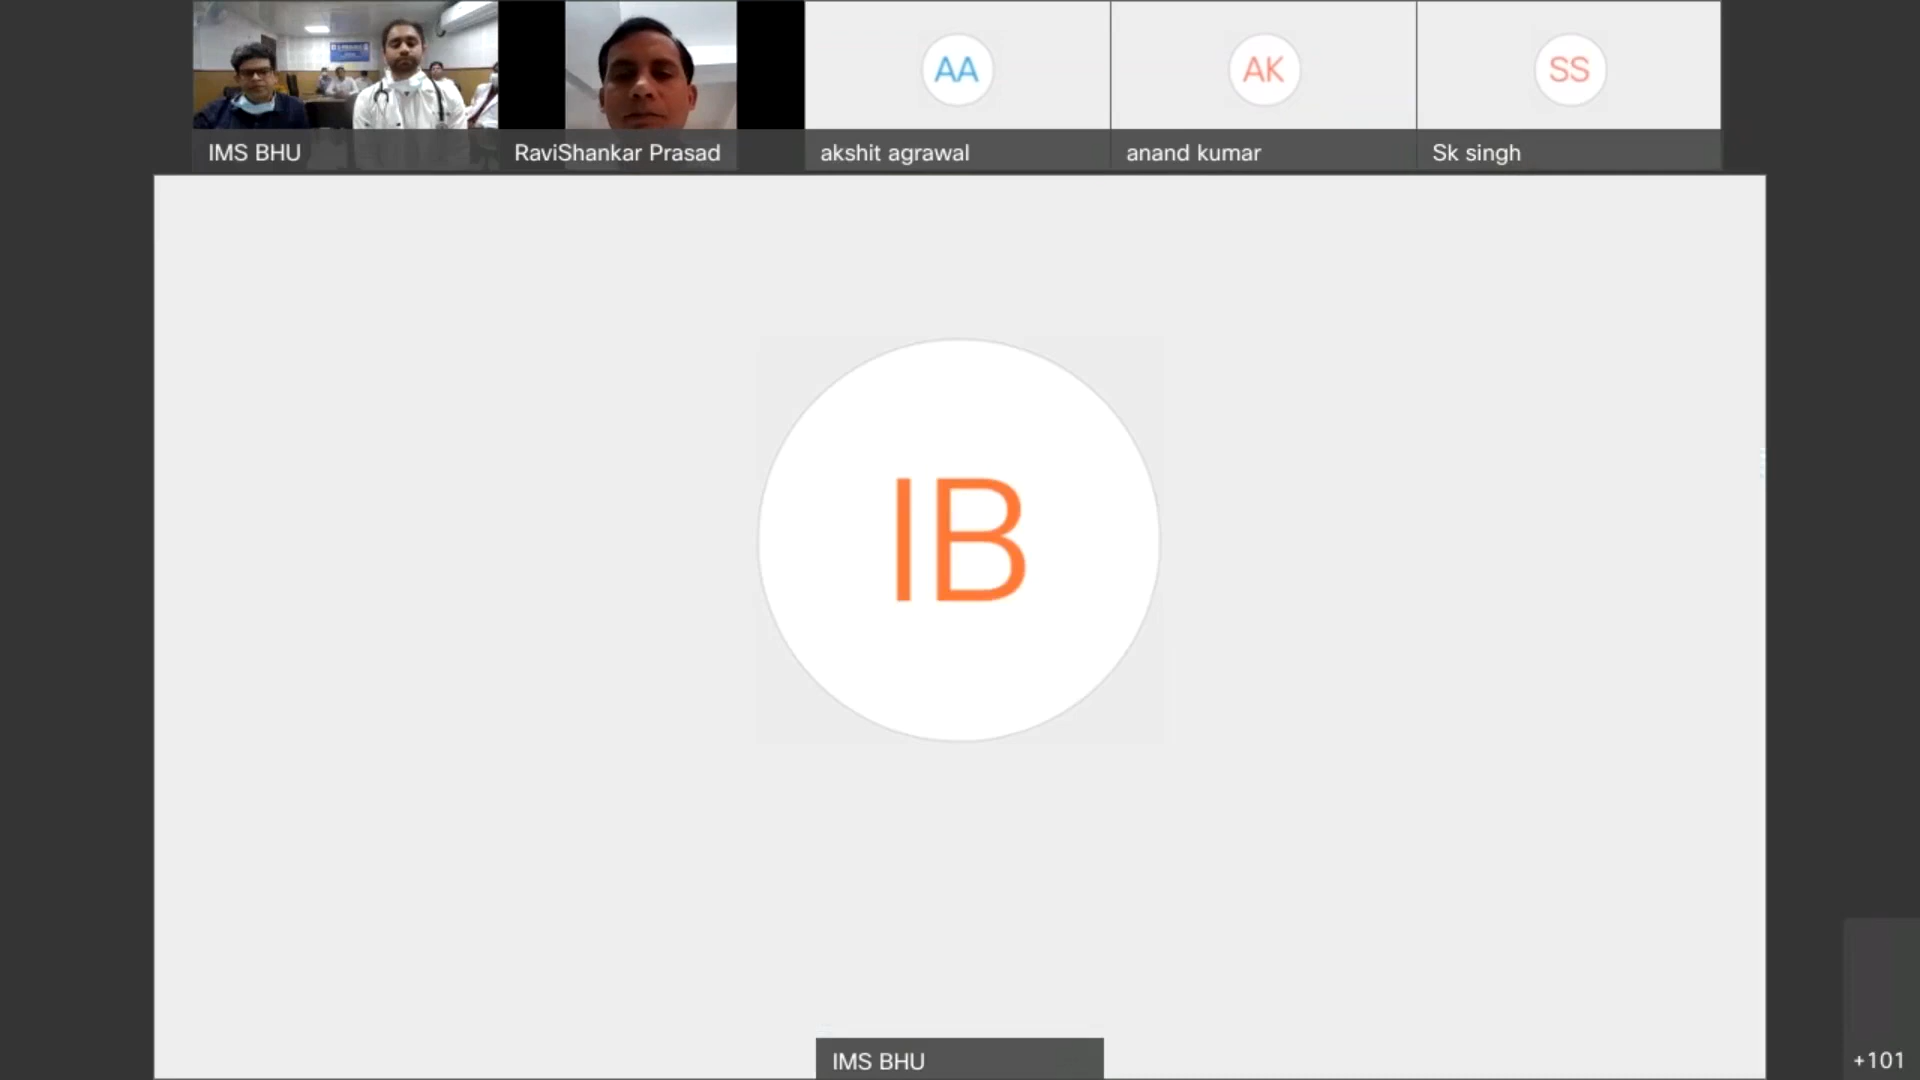 AA
AK
SS
IMS BHU
RaviShankar Prasad
akshit agrawal
anand kumar
Sk singh
IB
IMS BHU
+101